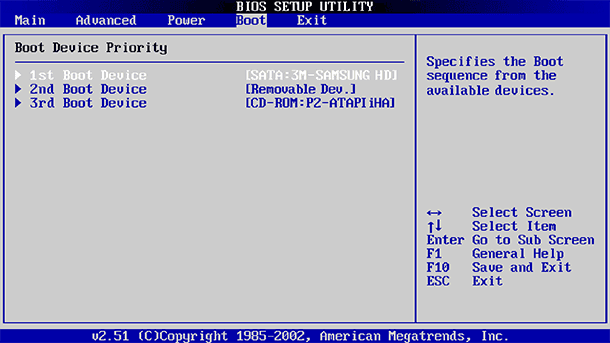 BIOS SETUP UTILITY
Main Advanced Power Boot Exit
Boot Device Priority
1st Boot Device [SATA:3M-SAMSUNG HD]
2nd Boot Device [Removable Dev.]
3rd Boot Device [CD-ROM:P2-ATAPI iHA]
Specifies the Boot
sequence from the
available devices.
↔ Select Screen
↑↓ Select Item
Enter Go to Sub Screen
F1 General Help
F10 Save and Exit
ESC Exit
v2.51 (C)Copyright 1985-2002, American Megatrends, Inc.